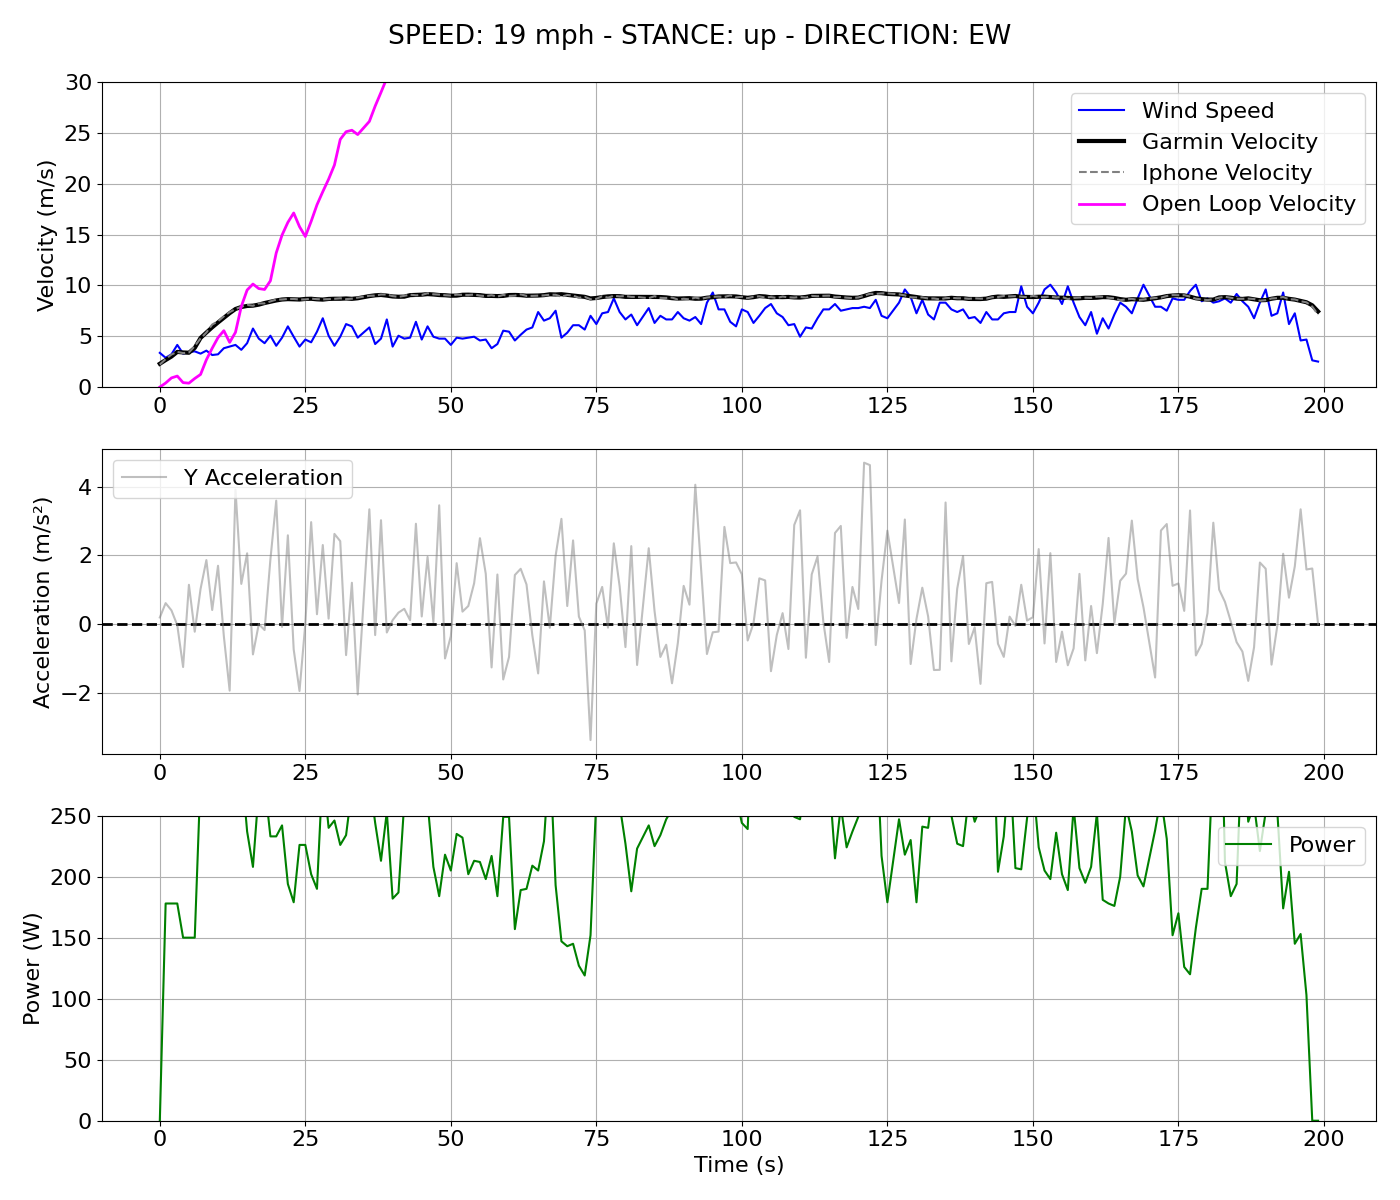 SPEED: 19 mph - STANCE: up - DIRECTION: EW
30
25
20
15
10
5
0
Velocity (m/s)
Wind Speed
Garmin Velocity
Iphone Velocity
Open Loop Velocity
0 25 50 75 100 125 150 175 200
4
2
0
−2
Acceleration (m/s²)
Y Acceleration
0 25 50 75 100 125 150 175 200
250
200
150
100
50
0
Power (W)
Power
0 25 50 75 100 125 150 175 200
Time (s)